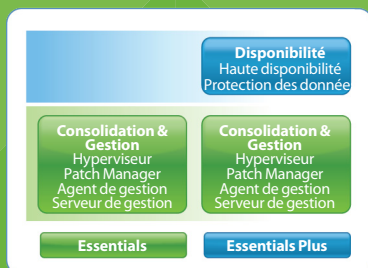 Disponibilité
Haute disponibilité
Protection des donnée
Consolidation &
Gestion
Hyperviseur
Patch Manager
Agent de gestion
Serveur de gestion
Consolidation &
Gestion
Hyperviseur
Patch Manager
Agent de gestion
Serveur de gestion
Essentials
Essentials Plus